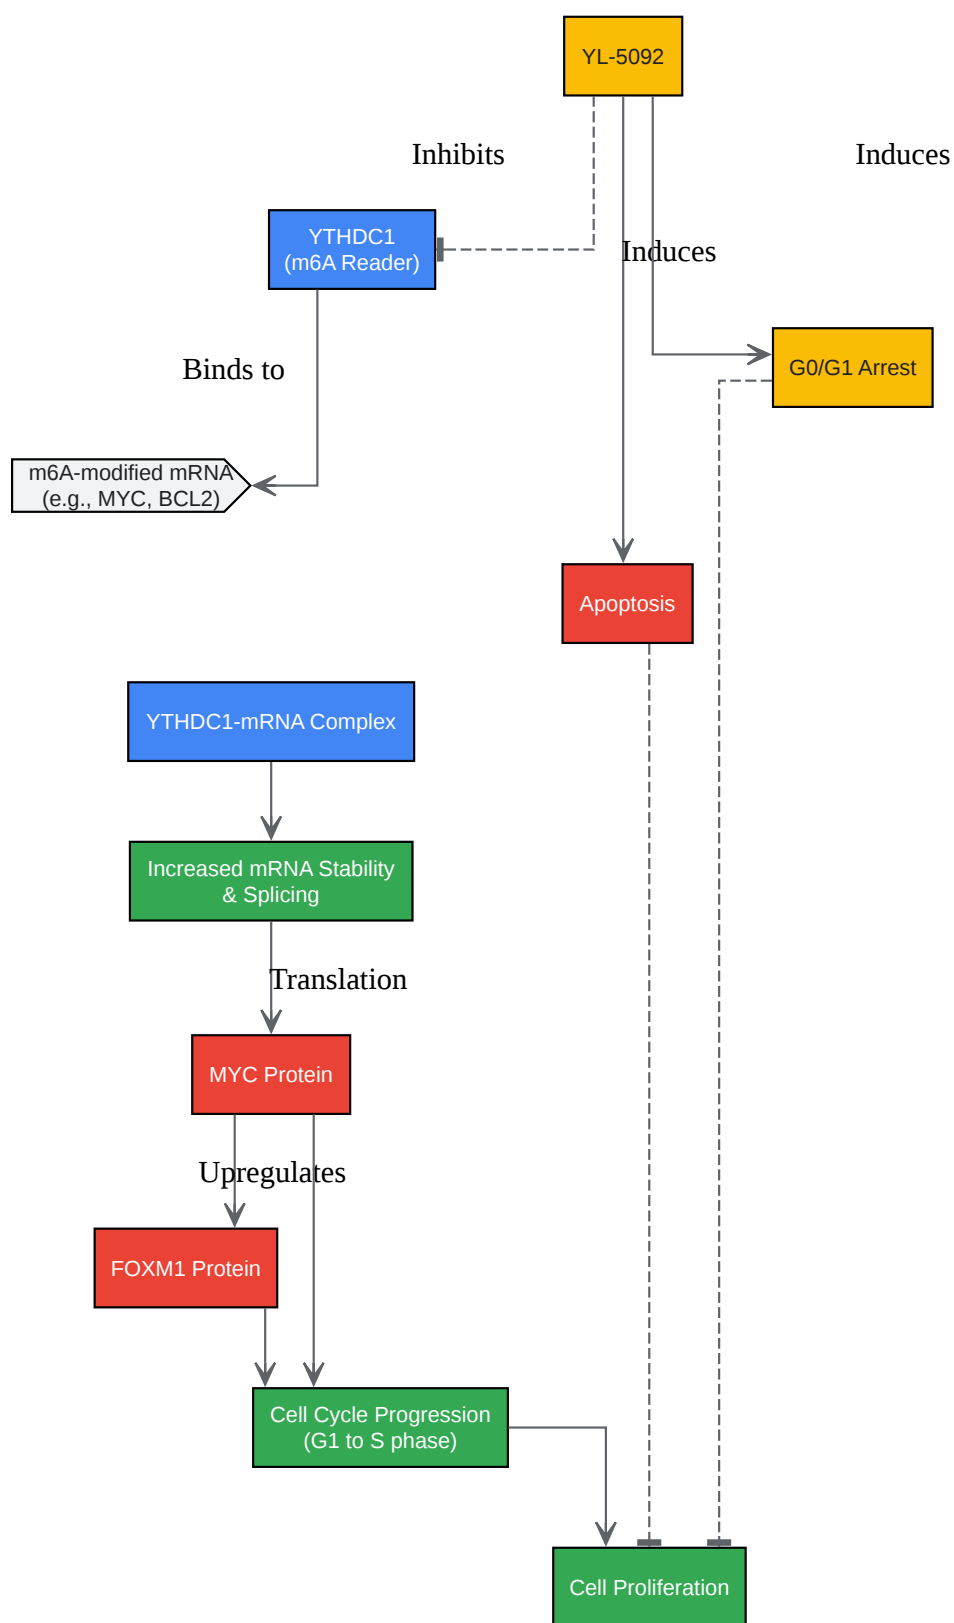 YL-5092
Inhibits
Induces
YTHDC1
(m6A Reader)
Induces
Binds to
G0/G1 Arrest
m6A-modified mRNA
(e.g., MYC, BCL2)
Apoptosis
YTHDC1-mRNA Complex
Increased mRNA Stability
& Splicing
Translation
MYC Protein
Upregulates
FOXM1 Protein
Cell Cycle Progression
(G1 to S phase)
Cell Proliferation